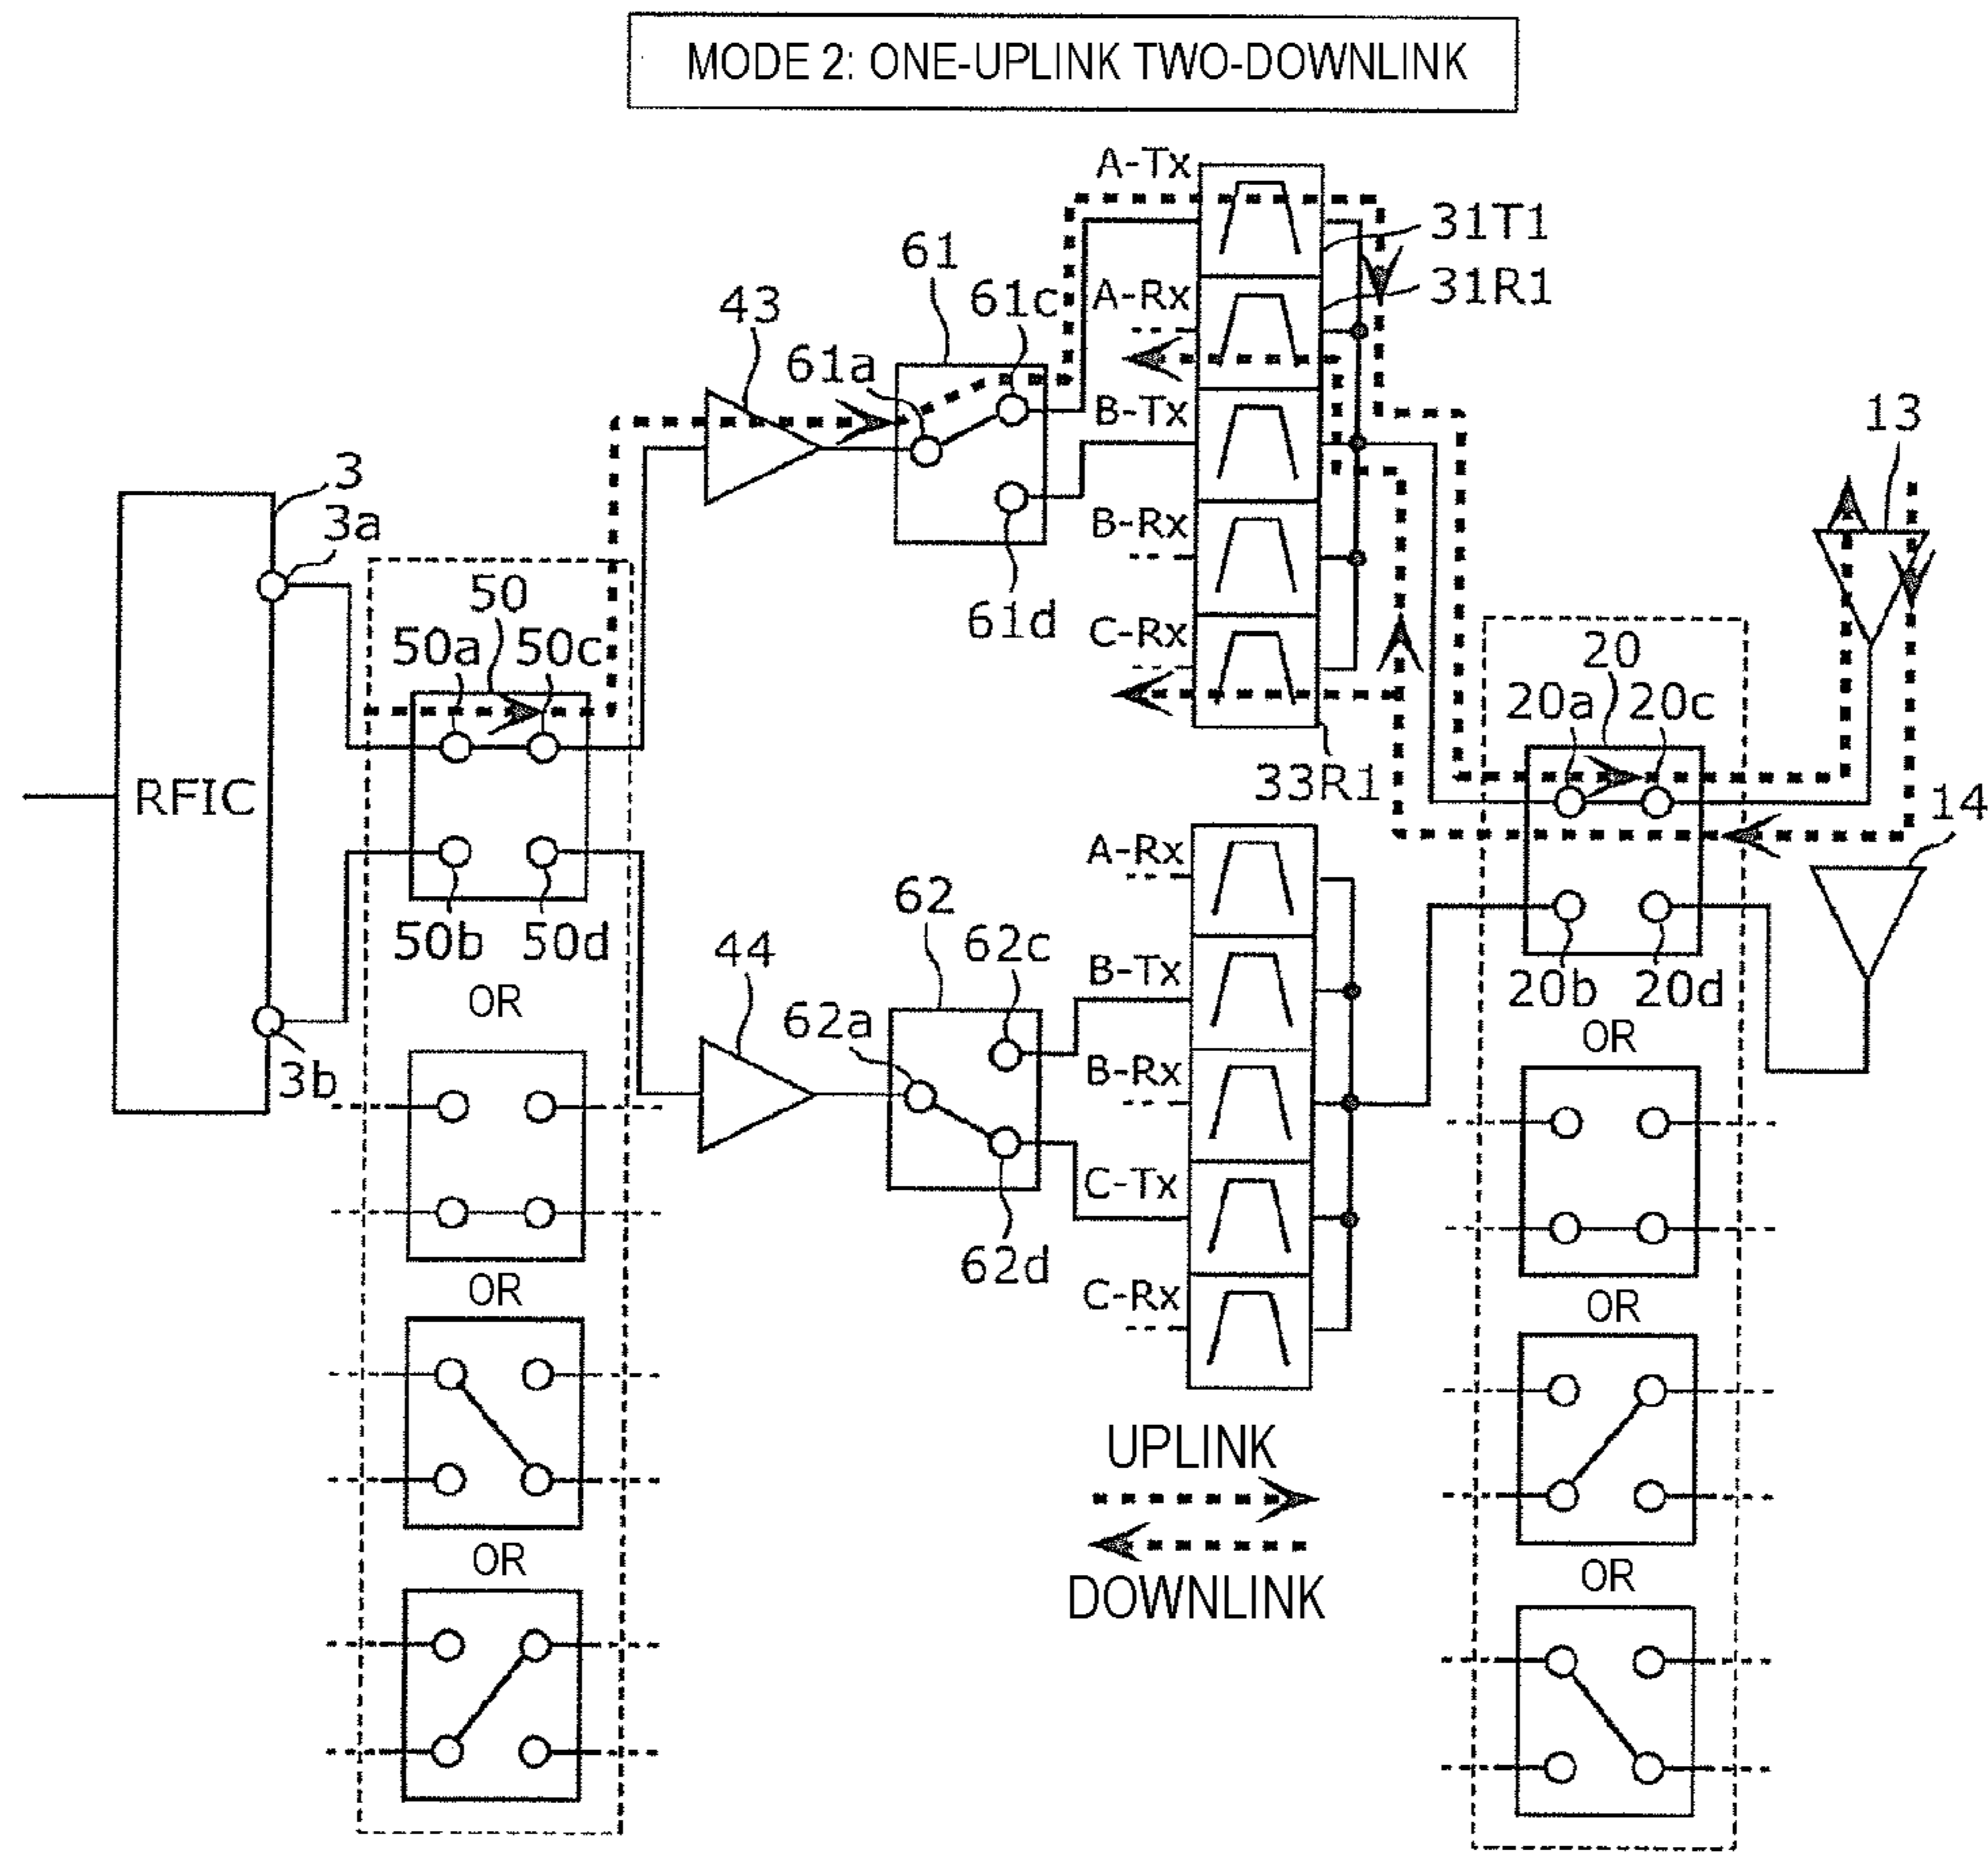 MODE 2: ONE-UPLINK TWO-DOWNLINK
A-Tx
31T1
61
61c
A-Rx
31R1
43
61a
B-Tx
13
3
3a
B-Rx
50
61d
50a
50c
C-Rx
20
20a
20c
RFIC
33R1
14
A-Rx
50b
50d
62
44
62c
B-Tx
20b
20d
OR
62a
OR
3b
B-Rx
C-Tx
62d
OR
C-Rx
OR
UPLINK
OR
DOWNLINK
OR